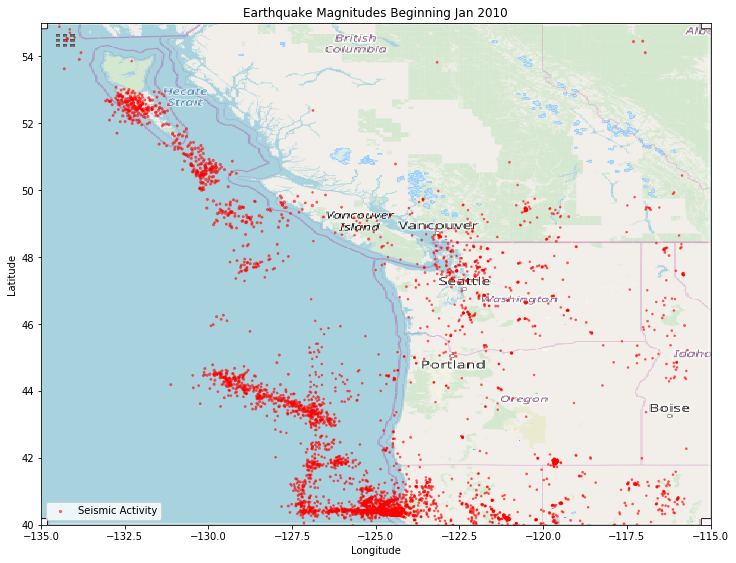 Earthquake Magnitudes Beginning Jan 2010
British
Columbia
Hecate
Strait
Vancouver
Island
Vancouver
Seattle
Washington
Portland
Idaho
Oregon
Boise
Seismic Activity
Latitude
54
52
50
48
46
44
42
40
−135.0 −132.5 −130.0 −127.5 −125.0 −122.5 −120.0 −117.5 −115.0
Longitude